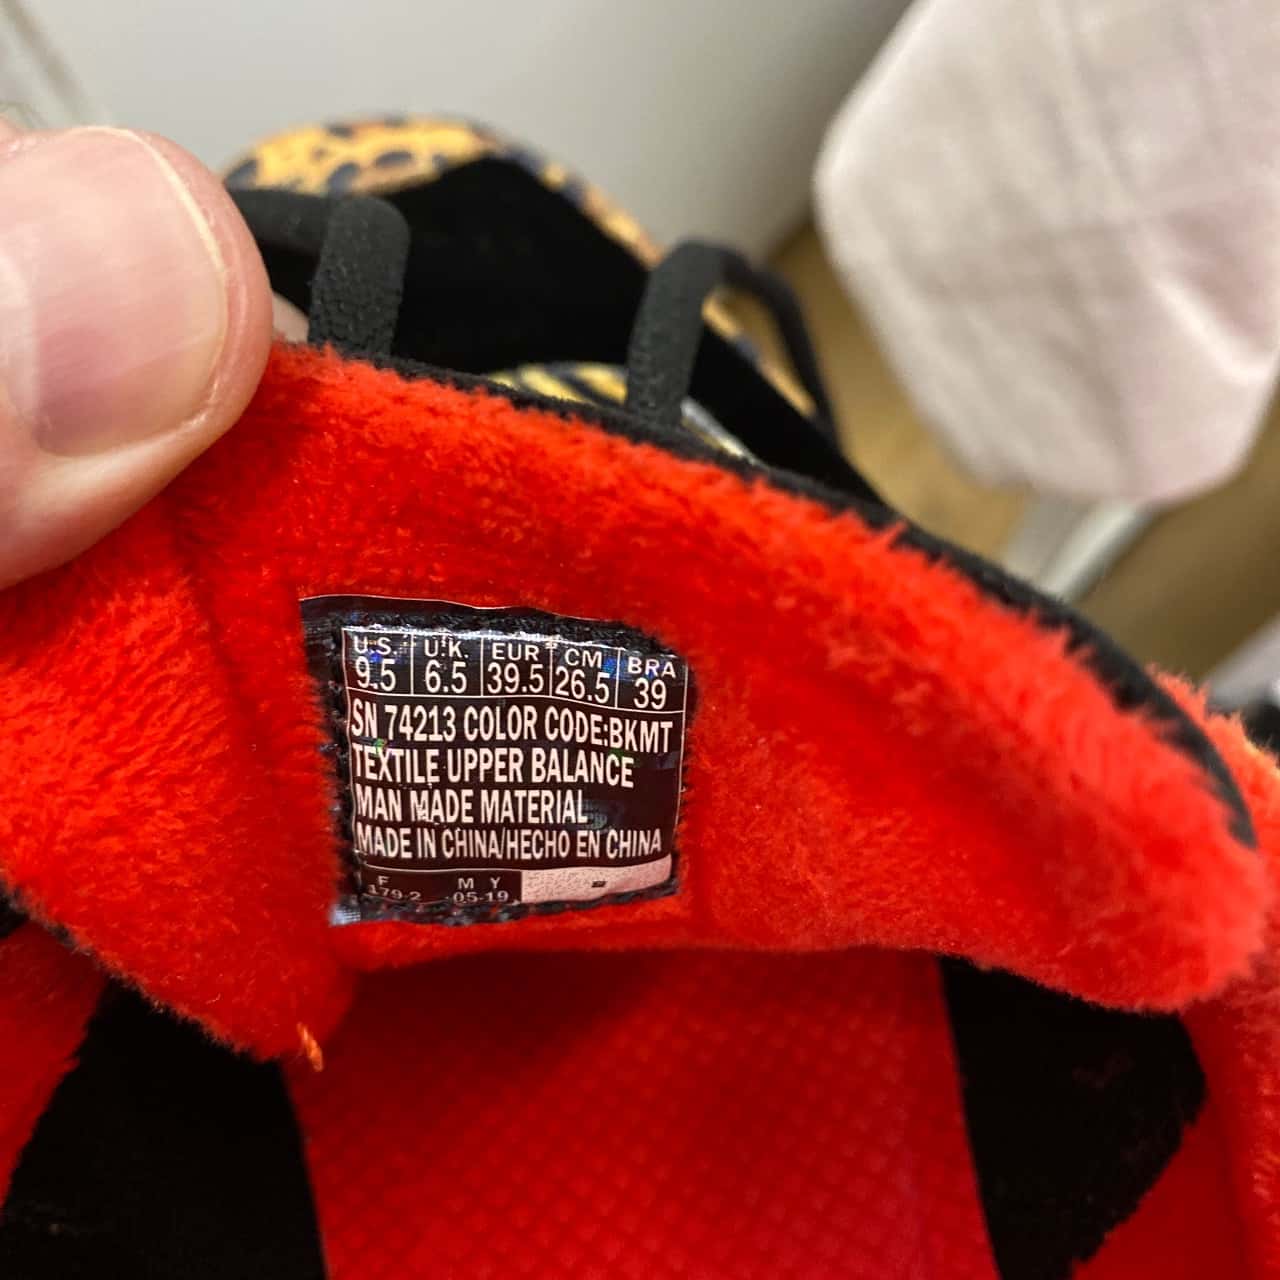 U.S. U.K. EUR CM BRA
9.5 6.5 39.5 26.5 39
SN 74213 COLOR CODE:BKMT
TEXTILE UPPER BALANCE
MAN MADE MATERIAL
MADE IN CHINA/HECHO EN CHINA
F M Y
179-2 05-19